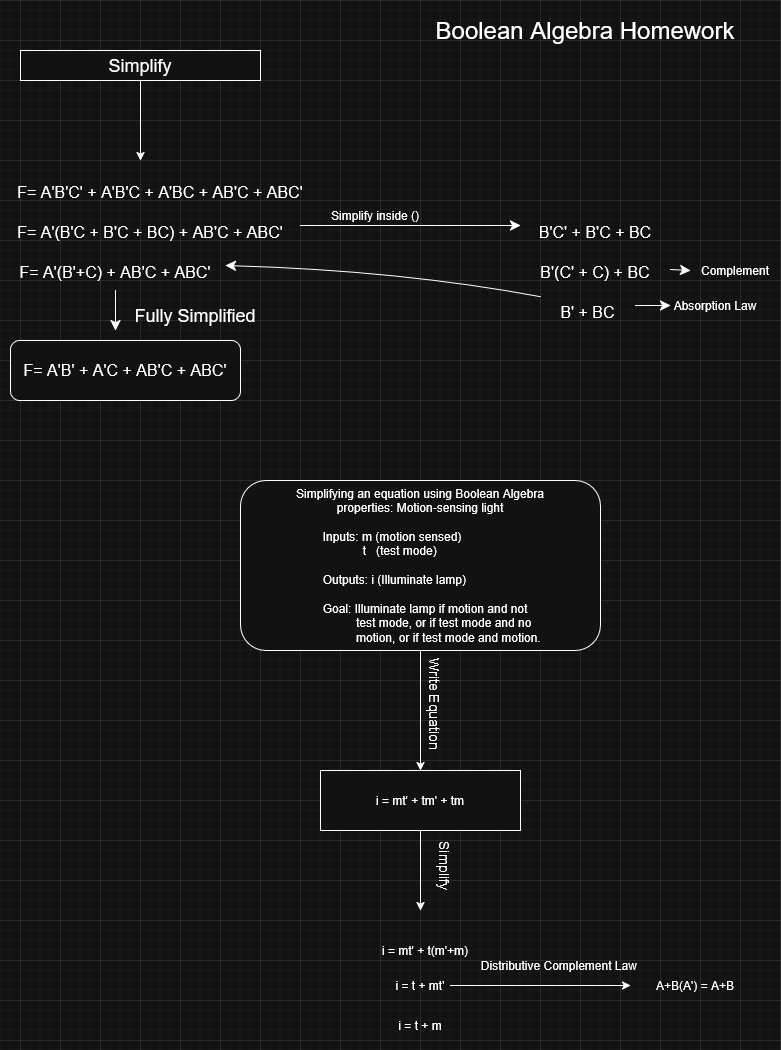 Boolean Algebra Homework
Simplify
F= A'B'C' + A'B'C + A'BC + AB'C + ABC'
F= A'(B'C + B'C + BC) + AB'C + ABC'
Simplify inside ()
B'C' + B'C + BC
F= A'(B'+C) + AB'C + ABC'
B'(C' + C) + BC
Complement
B' + BC
Absorption Law
Fully Simplified
F= A'B' + A'C + AB'C + ABC'
Simplifying an equation using Boolean Algebra
properties: Motion-sensing light
Inputs: m (motion sensed)
t (test mode)
Outputs: i (Illuminate lamp)
Goal: Illuminate lamp if motion and not
test mode, or if test mode and no
motion, or if test mode and motion.
Write Equation
i = mt' + tm' + tm
Simplify
i = mt' + t(m'+m)
Distributive Complement Law
i = t + mt'
A+B(A') = A+B
i = t + m